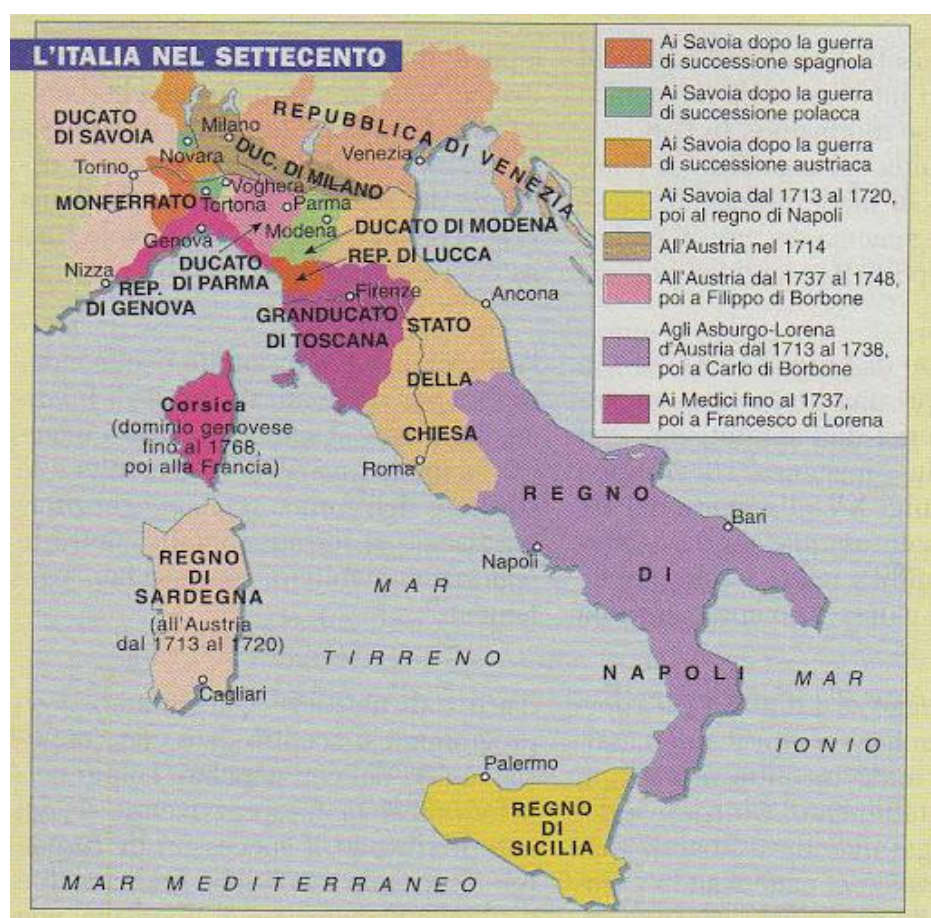 L'ITALIA NEL SETTECENTO
Ai Savoia dopo la guerra
di successione spagnola
Ai Savoia dopo la guerra
di successione polacca
Ai Savoia dopo la guerra
di successione austriaca
Ai Savoia dal 1713 al 1720,
poi al regno di Napoli
All'Austria nel 1714
All'Austria dal 1737 al 1748,
poi a Filippo di Borbone
Agli Asburgo-Lorena
d'Austria dal 1713 al 1738,
poi a Carlo di Borbone
Ai Medici fino al 1737,
poi a Francesco di Lorena
DUCATO
DI SAVOIA
Milano
REPUBBLICA DI VENEZIA
Novara
DUC. DI MILANO
Venezia
Torino
Voghera
MONFERRATO
Tortona
Parma
Modena
DUCATO DI MODENA
Genova
REP. DI LUCCA
DUCATO
DI PARMA
Nizza
REP.
DI GENOVA
Firenze
Ancona
GRANDUCATO
DI TOSCANA
STATO
DELLA
CHIESA
Corsica
(dominio genovese
fino al 1768,
poi alla Francia)
Roma
REGNO
DI
NAPOLI
Bari
Napoli
REGNO
DI
SARDEGNA
(all'Austria
dal 1713 al 1720)
Cagliari
MAR
TIRRENO
MAR
IONIO
Palermo
REGNO
DI
SICILIA
MAR MEDITERRANEO